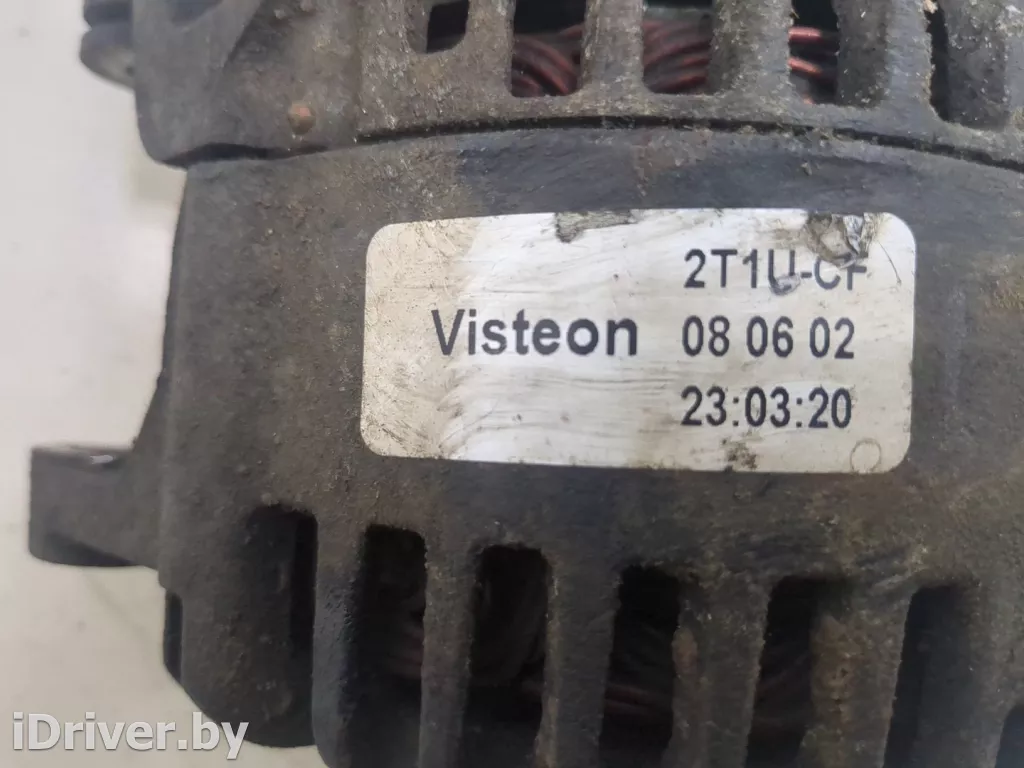 2T1U-CF
Visteon 08 06 02
23:03:20
iDriver.by